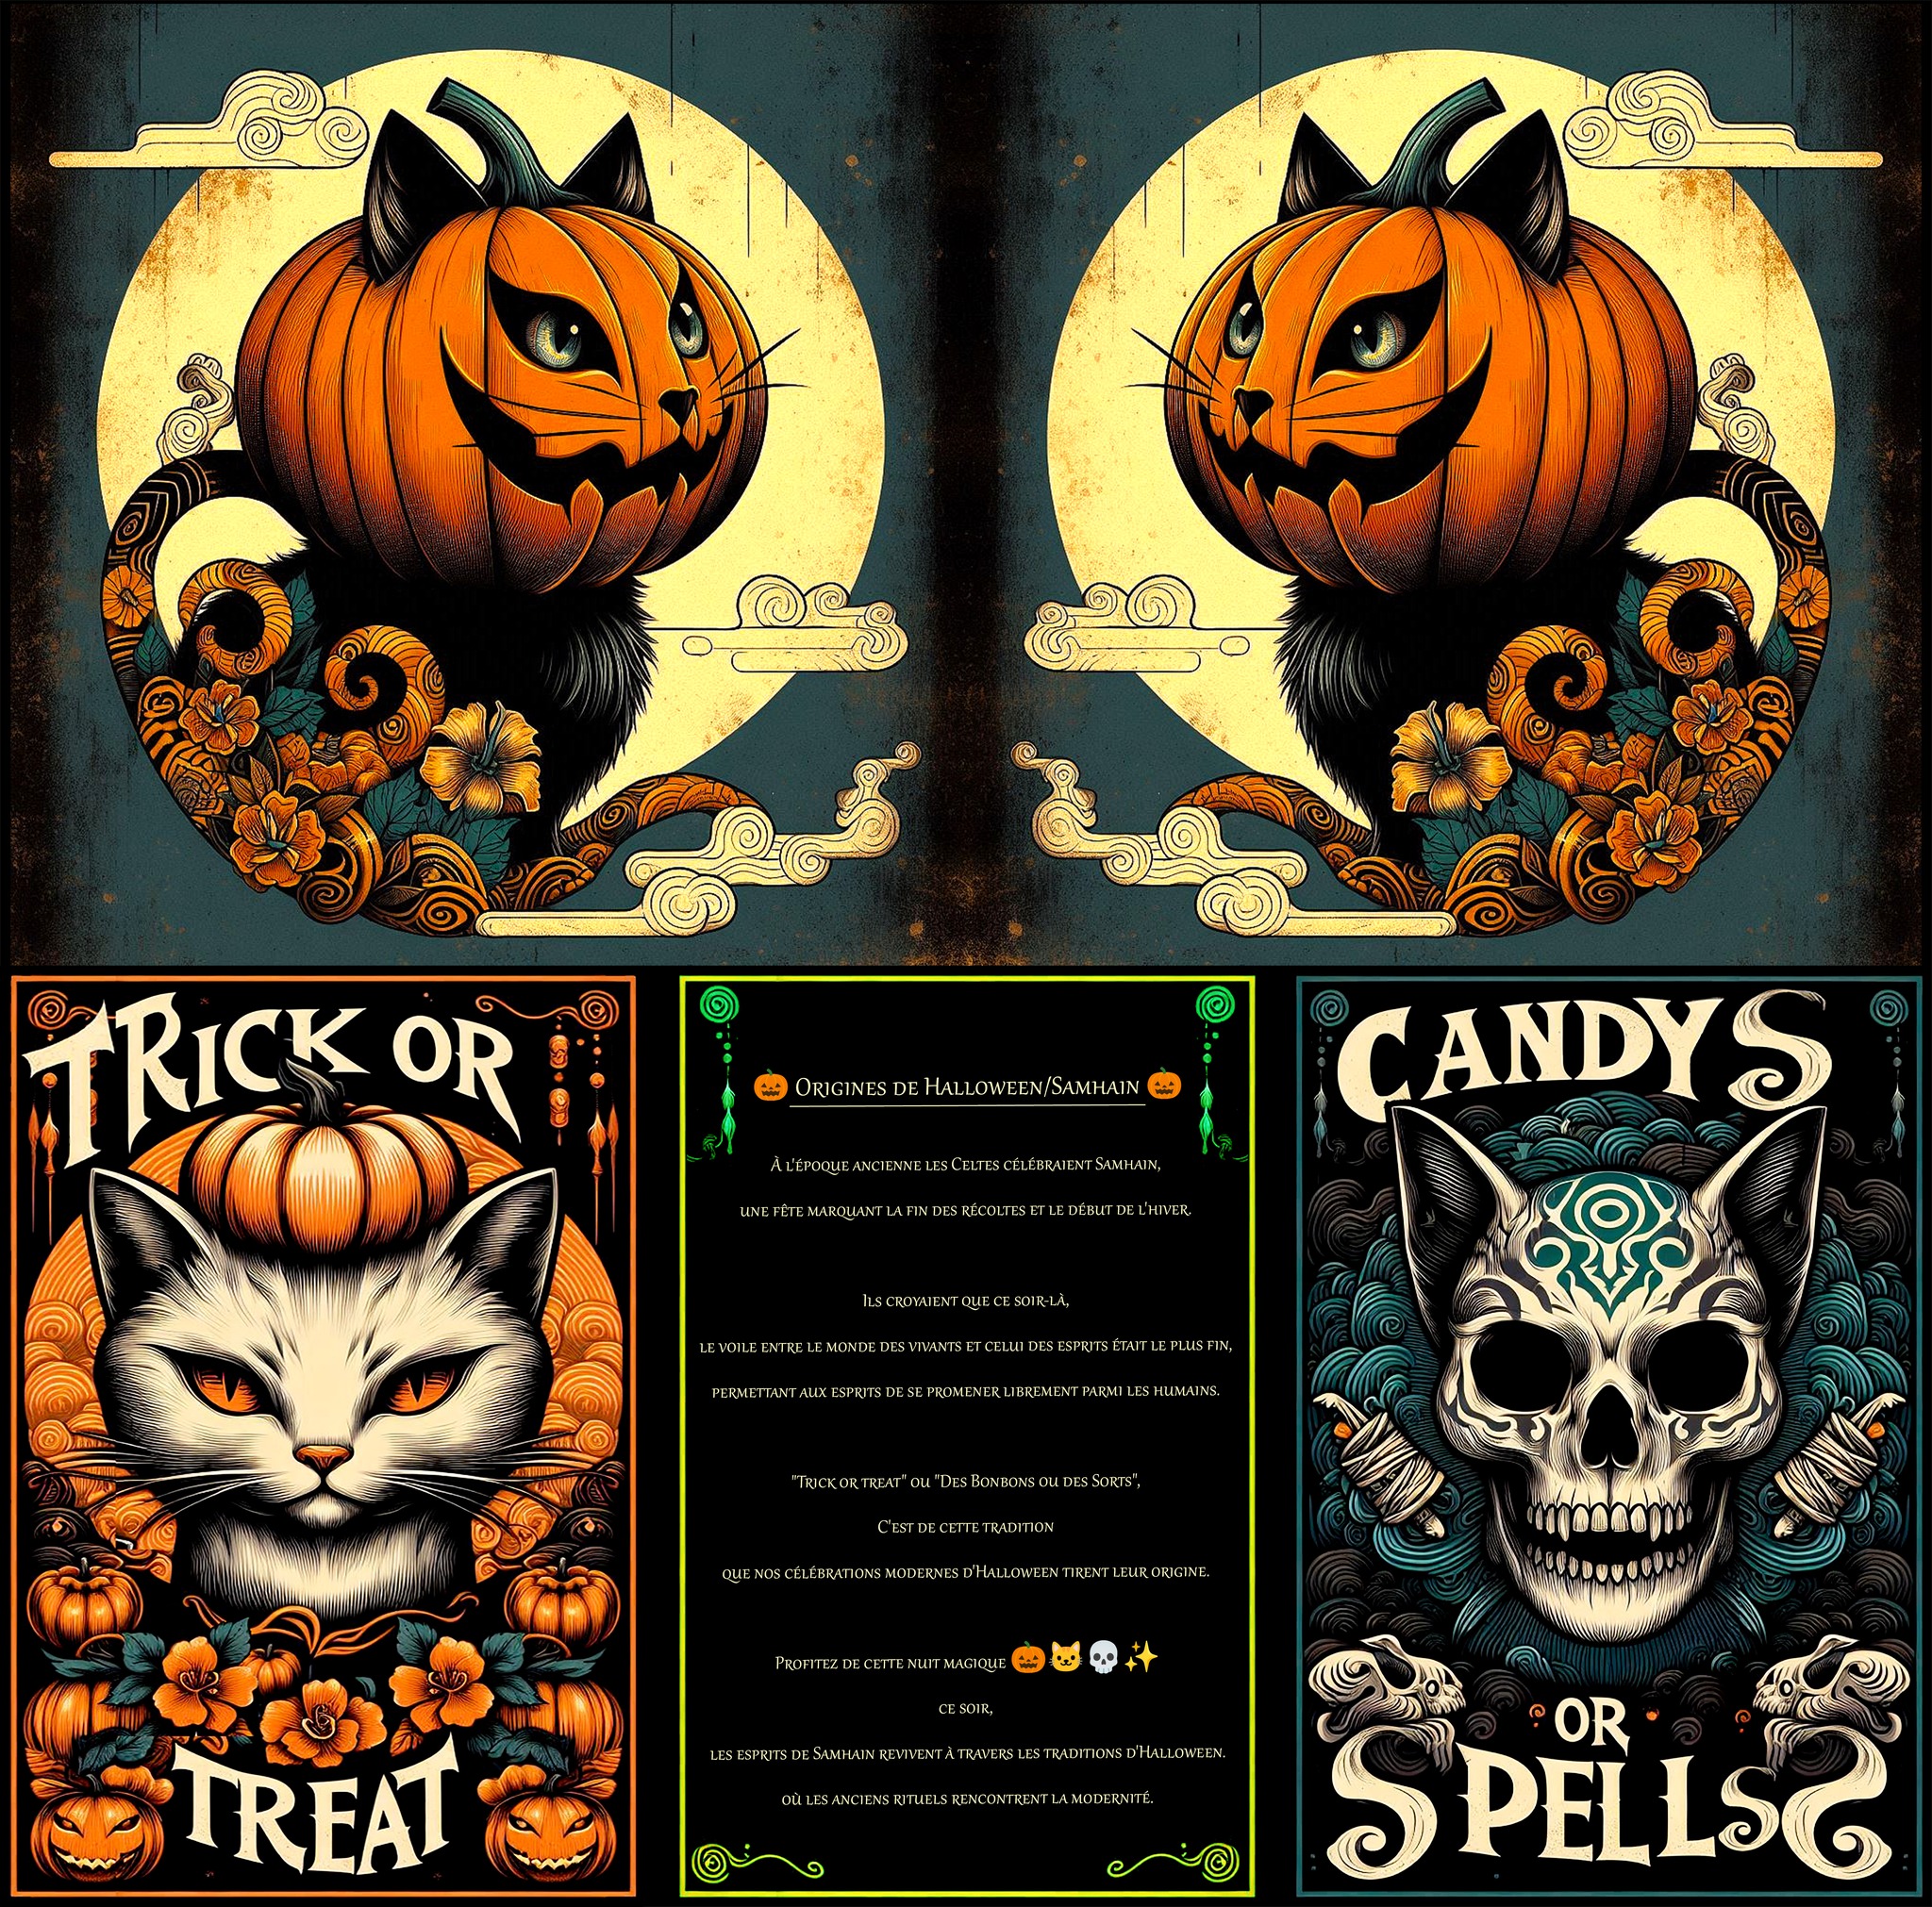 TRICK OR
TREAT
🎃 Origines de Halloween/Samhain 🎃
À l'époque ancienne les Celtes célébraient Samhain,
une fête marquant la fin des récoltes et le début de l'hiver.
Ils croyaient que ce soir-là,
le voile entre le monde des vivants et celui des esprits était le plus fin,
permettant aux esprits de se promener librement parmi les humains.
"Trick or treat" ou "Des Bonbons ou des Sorts",
C'est de cette tradition
que nos célébrations modernes d'Halloween tirent leur origine.
Profitez de cette nuit magique 🎃🐱💀✨
ce soir,
les esprits de Samhain revivent à travers les traditions d'Halloween.
où les anciens rituels rencontrent la modernité.
CANDYS
OR
SPELLS